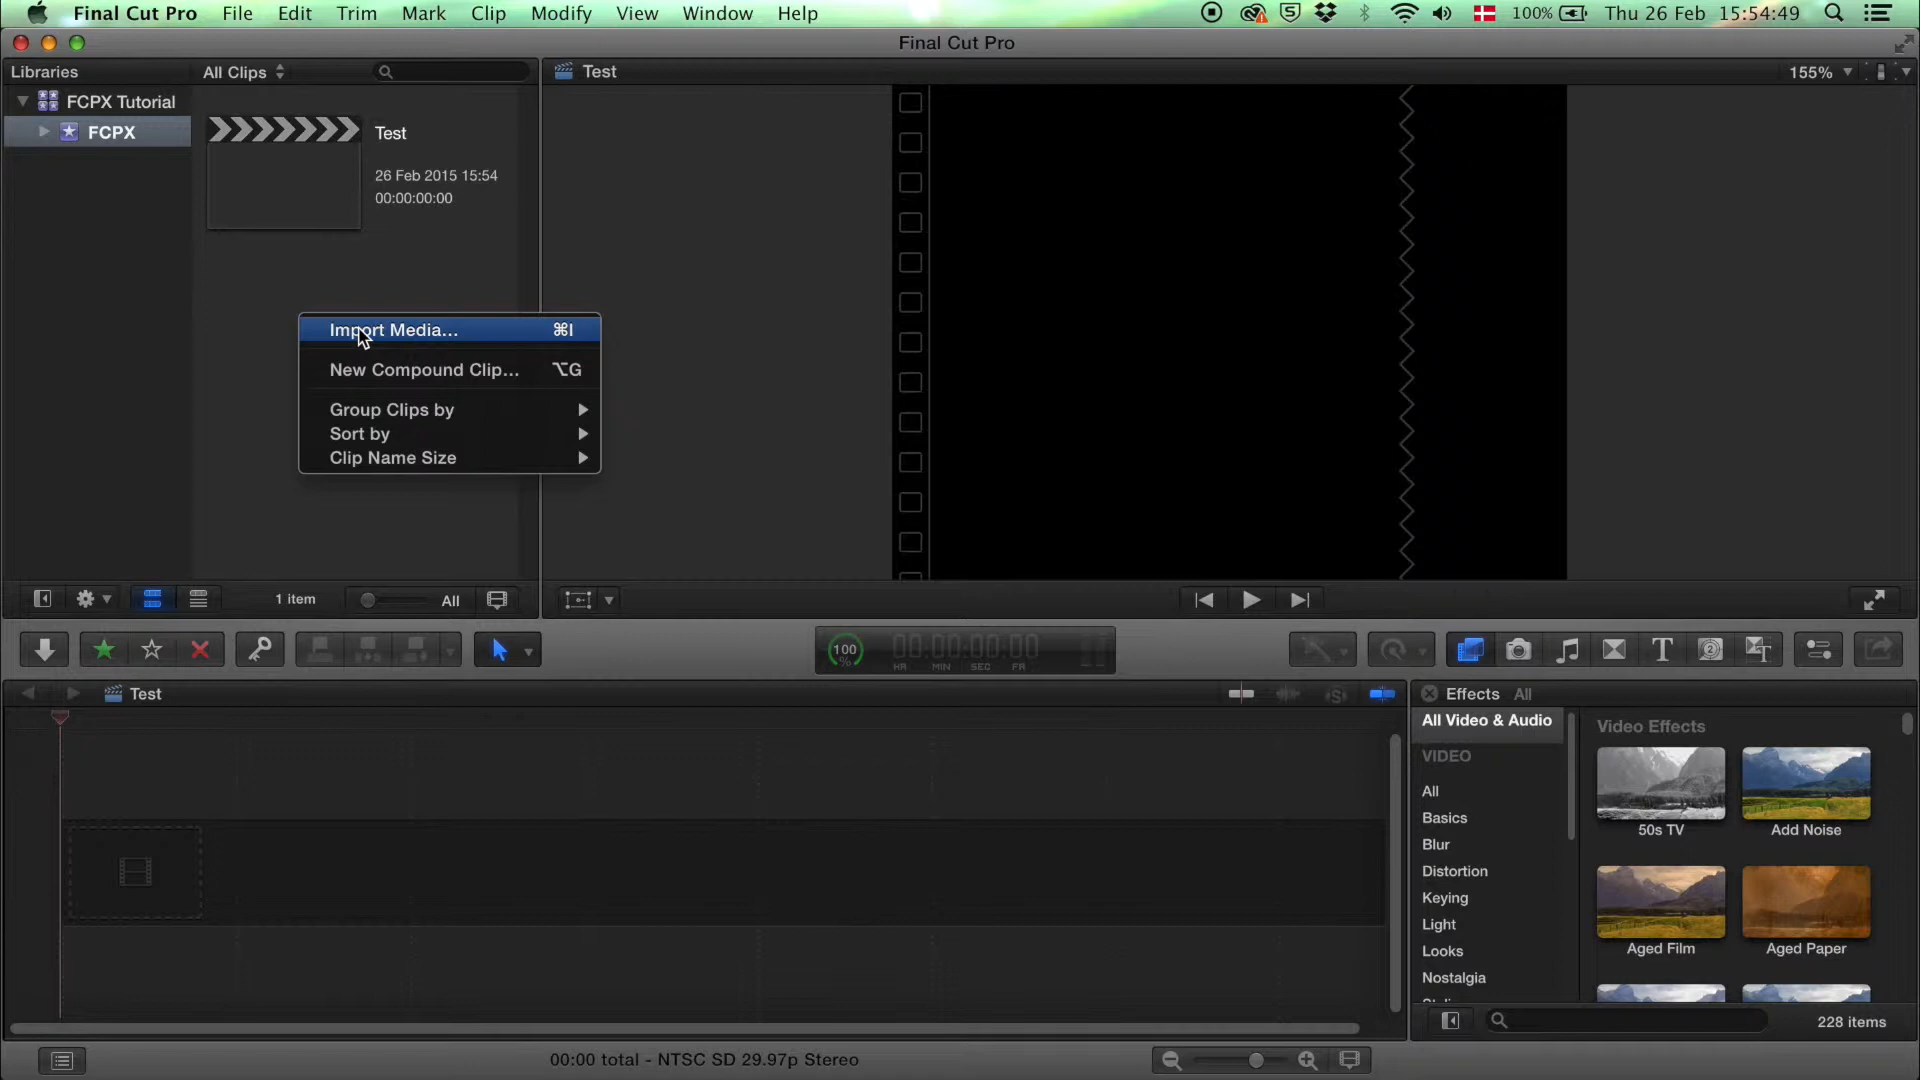 Final Cut Pro File Edit Trim Mark Clip Modify View Window Help 100% Thu 26 Feb 15:54:49
Final Cut Pro
Libraries All Clips Test 155%
FCPX Tutorial
FCPX
Test
26 Feb 2015 15:54
00:00:00:00
Import Media... ⌘I
New Compound Clip... ⌥G
Group Clips by
Sort by
Clip Name Size
1 item All
100 % 00:00:00:00
HR MIN SEC FR
Test
Effects All
All Video & Audio
VIDEO
All
Basics
Blur
Distortion
Keying
Light
Looks
Nostalgia
Video Effects
50s TV Add Noise
Aged Film Aged Paper
228 items
00:00 total - NTSC SD 29.97p Stereo